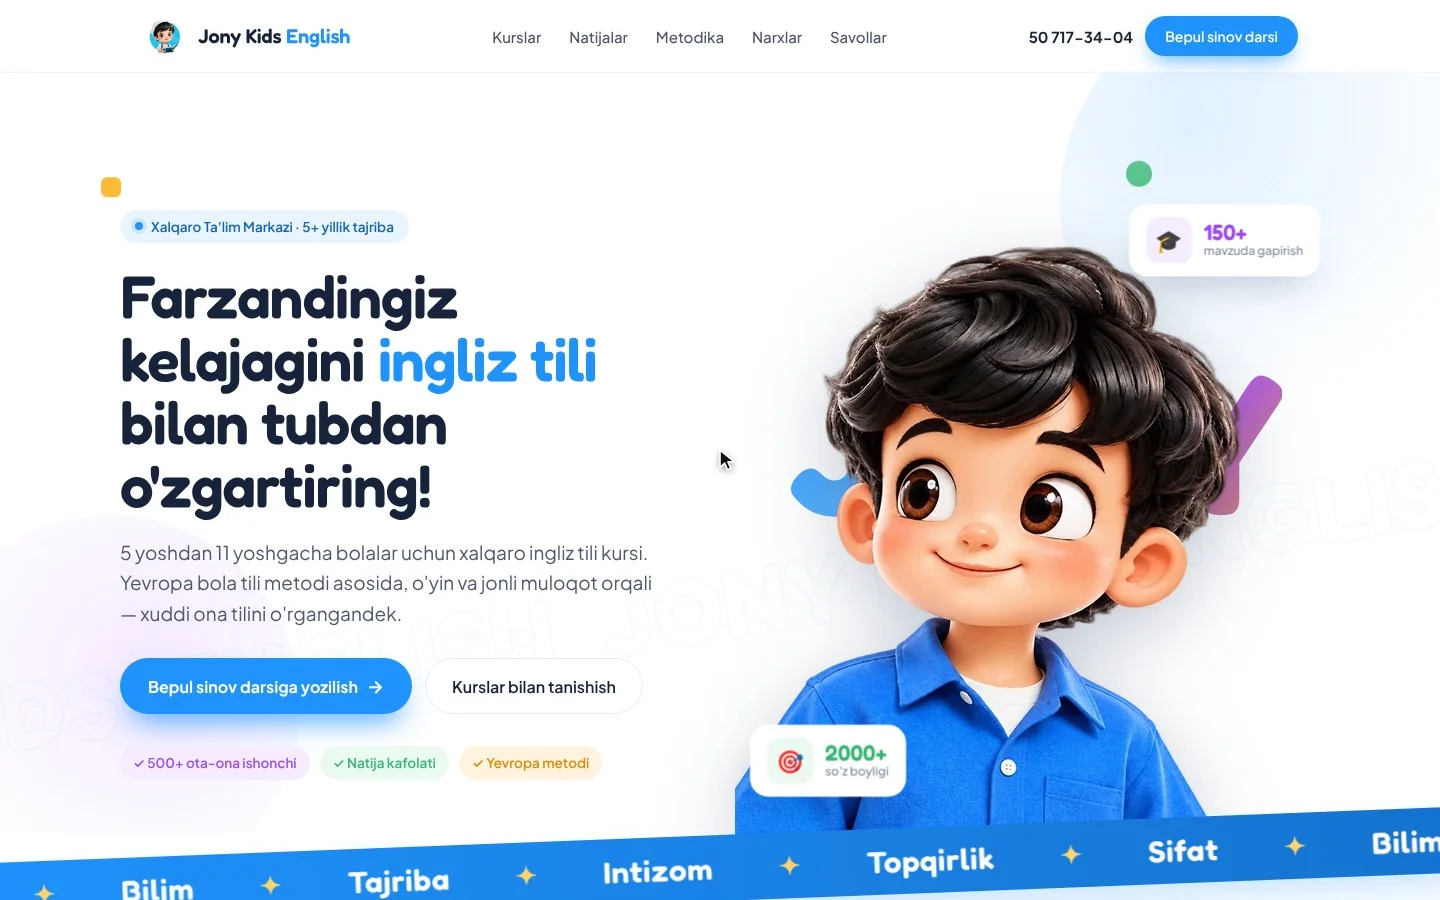 Jony Kids English
Kurslar
Natijalar
Metodika
Narxlar
Savollar
50 717-34-04
Bepul sinov darsi
Xalqaro Ta'lim Markazi · 5+ yillik tajriba
Farzandingiz
kelajagini ingliz tili
bilan tubdan
o'zgartiring!
5 yoshdan 11 yoshgacha bolalar uchun xalqaro ingliz tili kursi.
Yevropa bola tili metodi asosida, o'yin va jonli muloqot orqali
— xuddi ona tilini o'rgangandek.
Bepul sinov darsiga yozilish →
Kurslar bilan tanishish
✓ 500+ ota-ona ishonchi
✓ Natija kafolati
✓ Yevropa metodi
150+
mavzuda gapirish
2000+
so'z boyligi
Bilim ✦ Tajriba ✦ Intizom ✦ Topqirlik ✦ Sifat ✦ Bilim